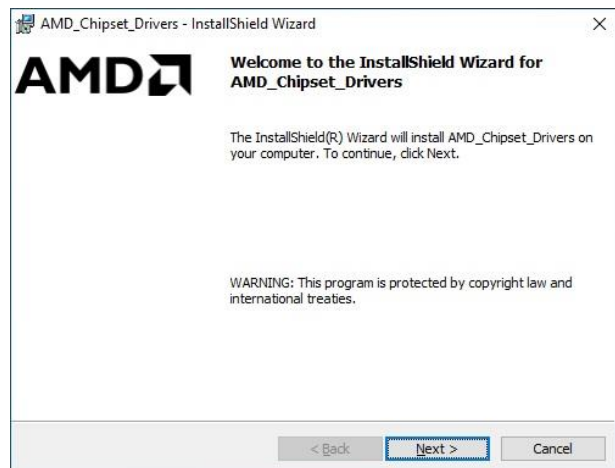 AMD_Chipset_Drivers - InstallShield Wizard
AMD
Welcome to the InstallShield Wizard for
AMD_Chipset_Drivers
The InstallShield(R) Wizard will install AMD_Chipset_Drivers on
your computer. To continue, click Next.
WARNING: This program is protected by copyright law and
international treaties.
< Back
Next >
Cancel